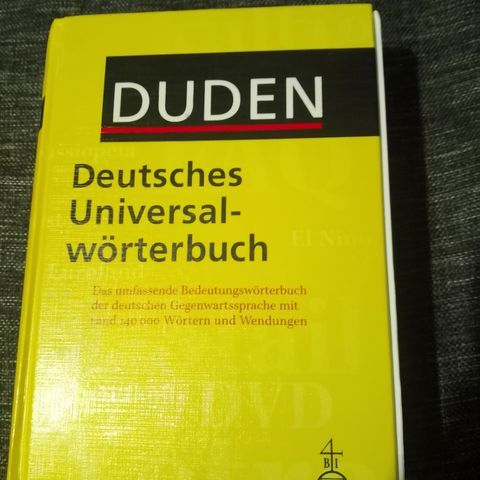 DUDEN
Deutsches
Universal-
wörterbuch
El Nin
Das umfassende Bedeutungswörterbuch
der deutschen Gegenwartssprache mit
rund 140 000 Wörtern und Wendungen
DVD
B I